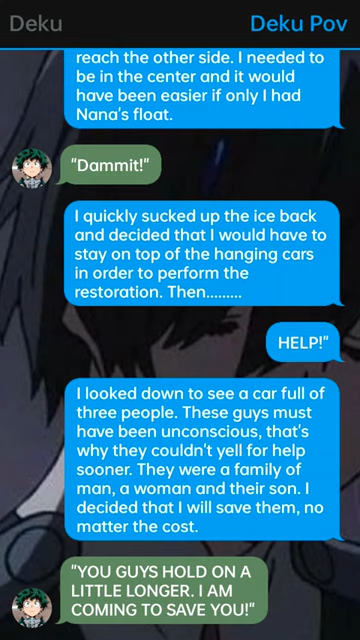 Deku
Deku Pov
reach the other side. I needed to
be in the center and it would
have been easier if only I had
Nana's float.
"Dammit!"
I quickly sucked up the ice back
and decided that I would have to
stay on top of the hanging cars
in order to perform the
restoration. Then.........
HELP!"
I looked down to see a car full of
three people. These guys must
have been unconscious, that's
why they couldn't yell for help
sooner. They were a family of
man, a woman and their son. I
decided that I will save them, no
matter the cost.
"YOU GUYS HOLD ON A
LITTLE LONGER. I AM
COMING TO SAVE YOU!"